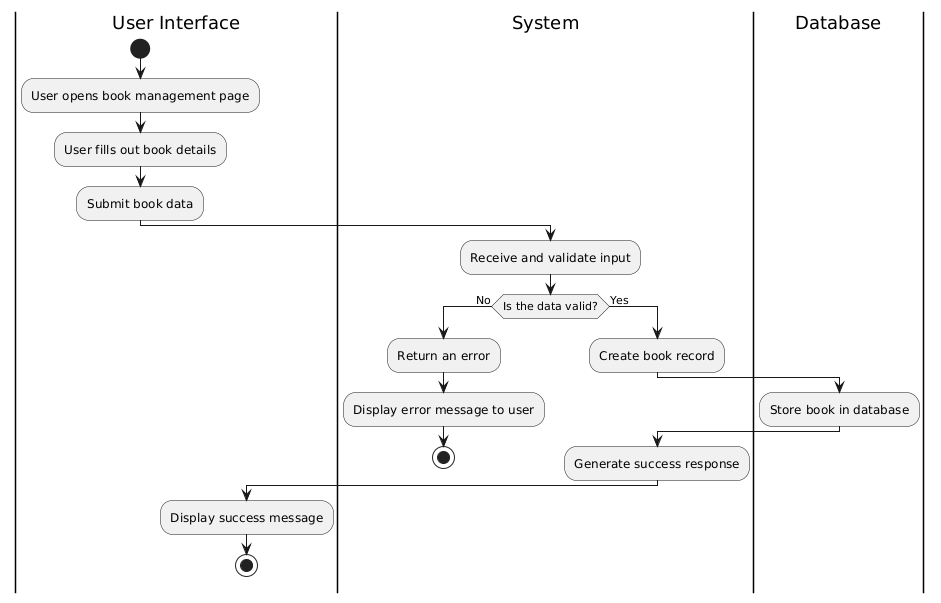 User Interface
System
Database
User opens book management page
User fills out book details
Submit book data
Receive and validate input
No
Is the data valid?
Yes
Return an error
Create book record
Display error message to user
Store book in database
Generate success response
Display success message